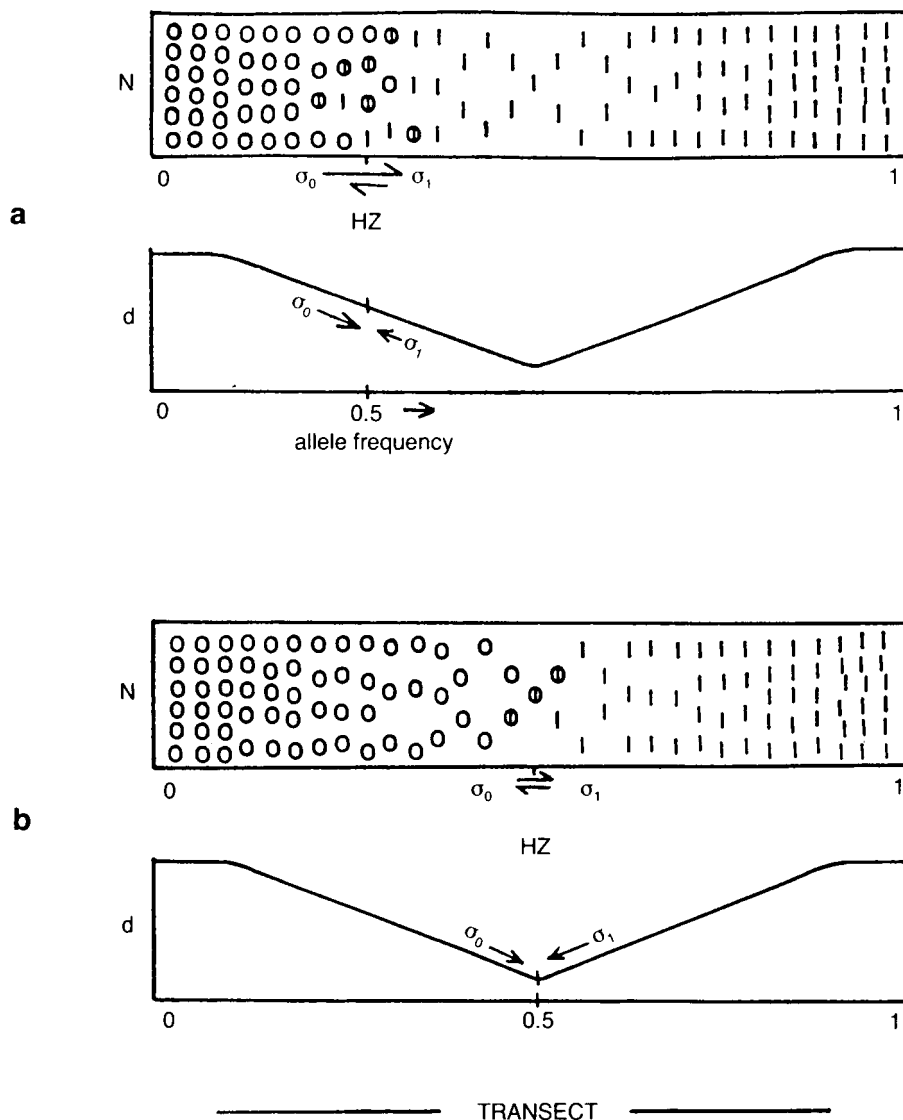 N
0 1
σ₀ σ₁
HZ
a
d
σ₀
σ₁
0 0.5 1
allele frequency
N
0 1
σ₀ σ₁
b
HZ
d
σ₀ σ₁
0 0.5 1
TRANSECT